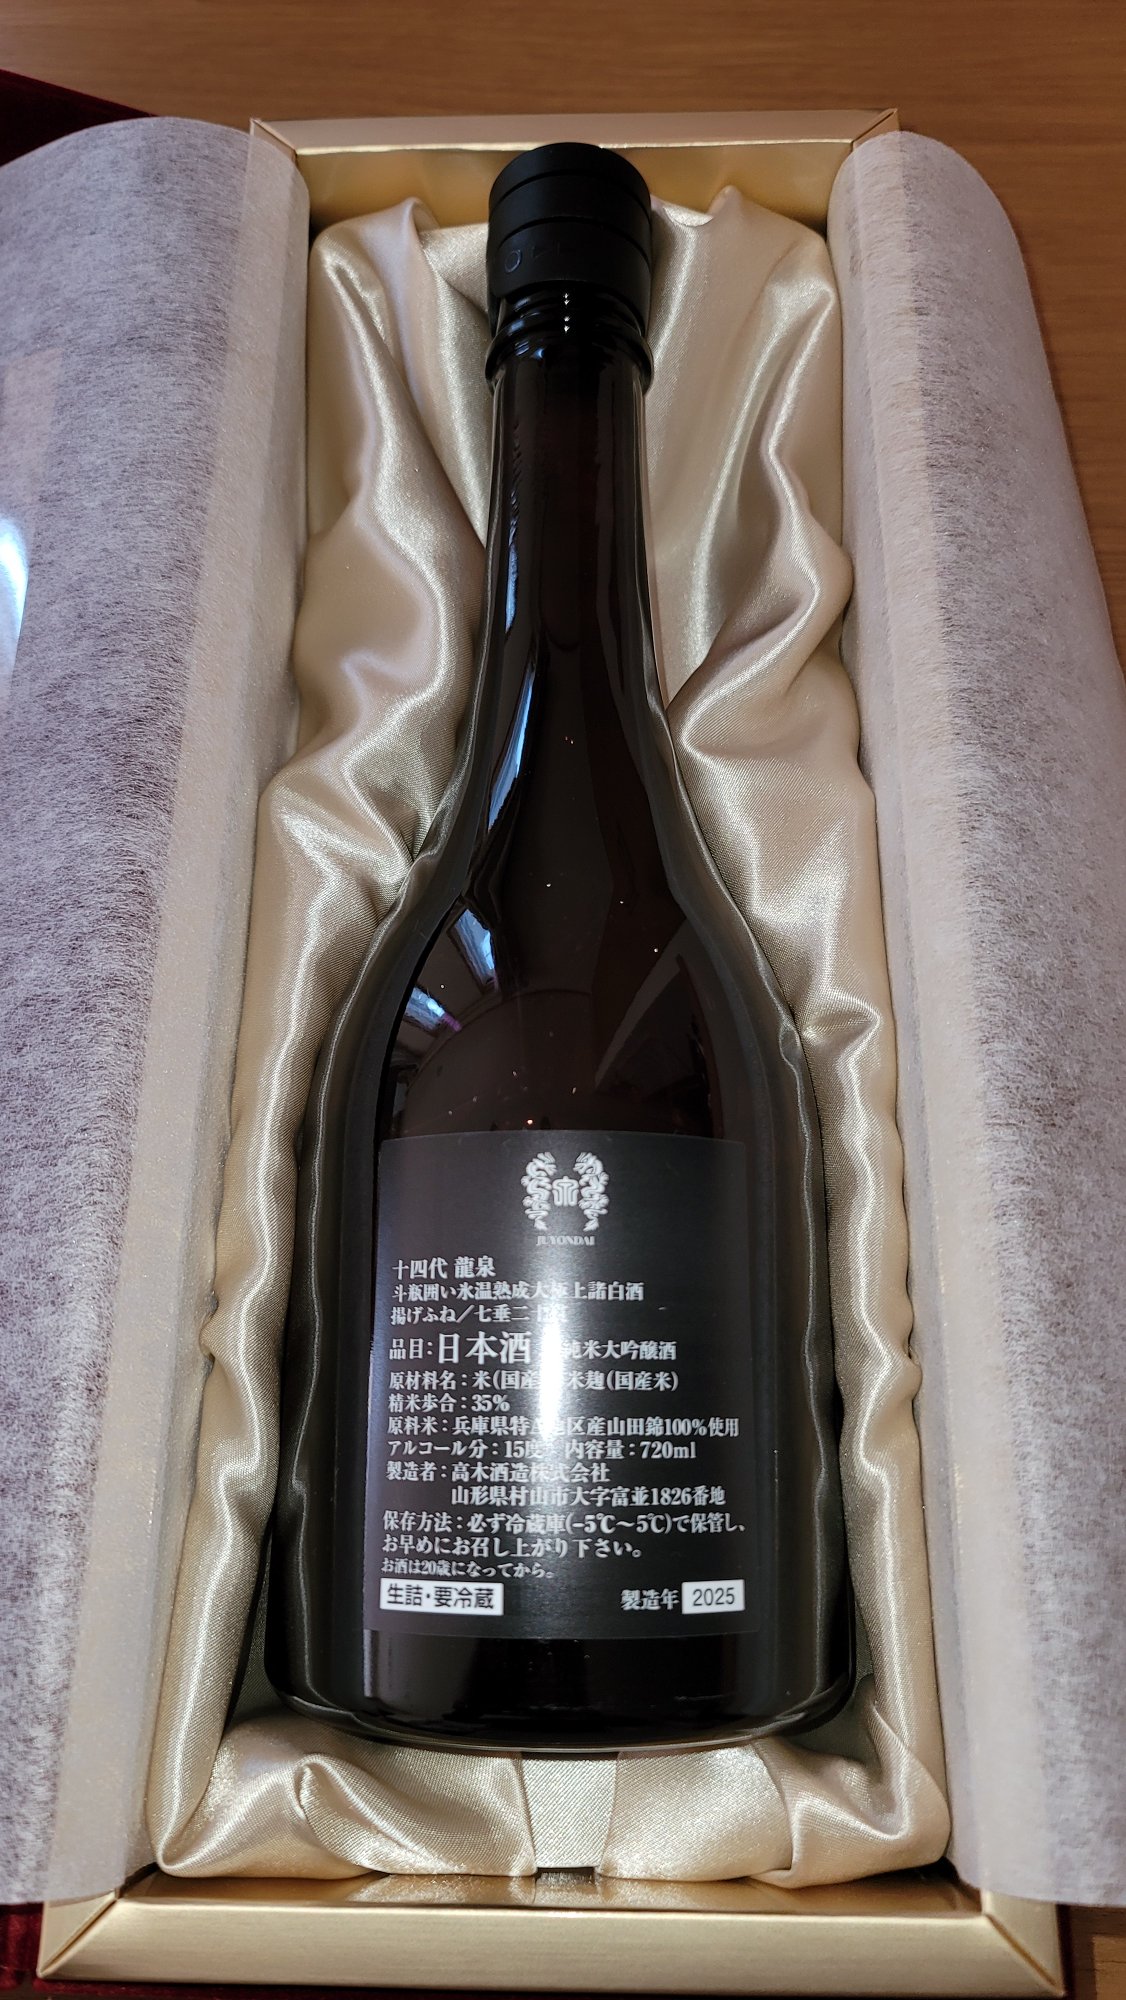 JUYONDAI
十四代 龍泉
斗瓶囲い氷温熟成大極上諾白酒
揚げふね/七垂二十貫
品目:日本酒 純米大吟醸酒
原材料名:米(国産米)米麹(国産米)
精米歩合:35%
原料米:兵庫県特A地区産山田錦100%使用
アルコール分:15度 内容量:720ml
製造者:高木酒造株式会社
山形県村山市大字富並1826番地
保存方法:必ず冷蔵庫(-5℃~5℃)で保管し、
お早めにお召し上がり下さい。
お酒は20歳になってから。
生詰・要冷蔵 製造年 2025